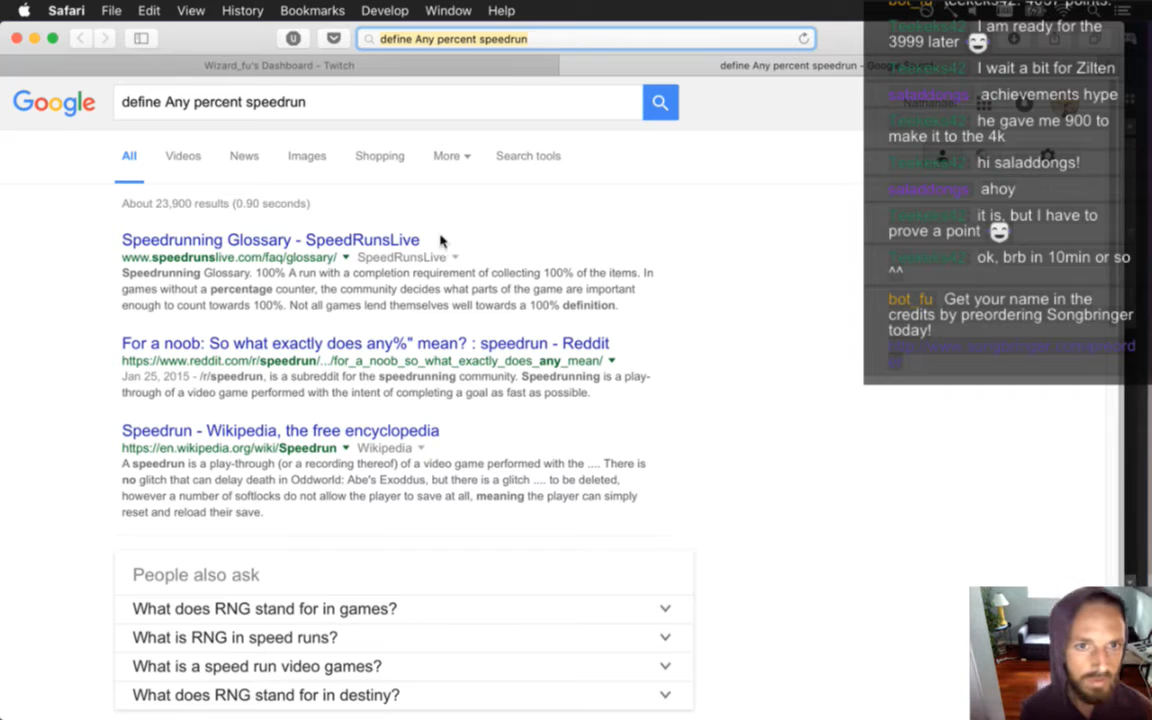 Safari File Edit View History Bookmarks Develop Window Help
define Any percent speedrun
Wizard_fu's Dashboard - Twitch
define Any percent speedrun - Google
Google
define Any percent speedrun
All Videos News Images Shopping More Search tools
About 23,900 results (0.90 seconds)
Speedrunning Glossary - SpeedRunsLive
www.speedrunslive.com/faq/glossary/ SpeedRunsLive
Speedrunning Glossary. 100% A run with a completion requirement of collecting 100% of the items. In
games without a percentage counter, the community decides what parts of the game are important
enough to count towards 100%. Not all games lend themselves well towards a 100% definition.
For a noob: So what exactly does any%" mean? : speedrun - Reddit
https://www.reddit.com/r/speedrun/.../for_a_noob_so_what_exactly_does_any_mean/
Jan 25, 2015 - /r/speedrun, is a subreddit for the speedrunning community. Speedrunning is a play-
through of a video game performed with the intent of completing a goal as fast as possible.
Speedrun - Wikipedia, the free encyclopedia
https://en.wikipedia.org/wiki/Speedrun Wikipedia
A speedrun is a play-through (or a recording thereof) of a video game performed with the .... There is
no glitch that can delay death in Oddworld: Abe's Exoddus, but there is a glitch .... to be deleted,
however a number of softlocks do not allow the player to save at all, meaning the player can simply
reset and reload their save.
People also ask
What does RNG stand for in games?
What is RNG in speed runs?
What is a speed run video games?
What does RNG stand for in destiny?
Teekeks42 I am ready for the
3999 later
Teekeks42 I wait a bit for Zilten
saladdongs achievements hype
Teekeks42 he gave me 900 to
make it to the 4k
Teekeks42 hi saladdongs!
saladdongs ahoy
Teekeks42 it is, but I have to
prove a point
Teekeks42 ok, brb in 10min or so
^^
bot_fu Get your name in the
credits by preordering Songbringer
today!